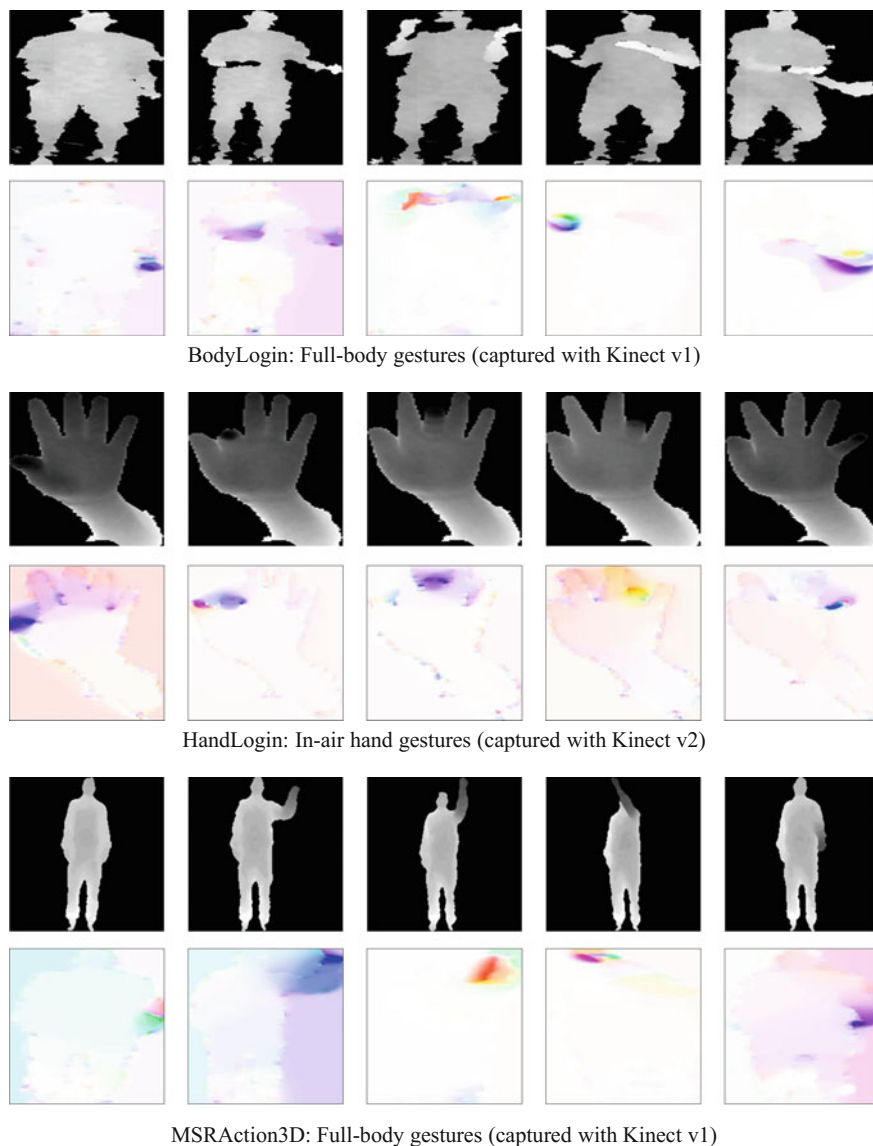 BodyLogin: Full-body gestures (captured with Kinect v1)
HandLogin: In-air hand gestures (captured with Kinect v2)
MSRAction3D: Full-body gestures (captured with Kinect v1)